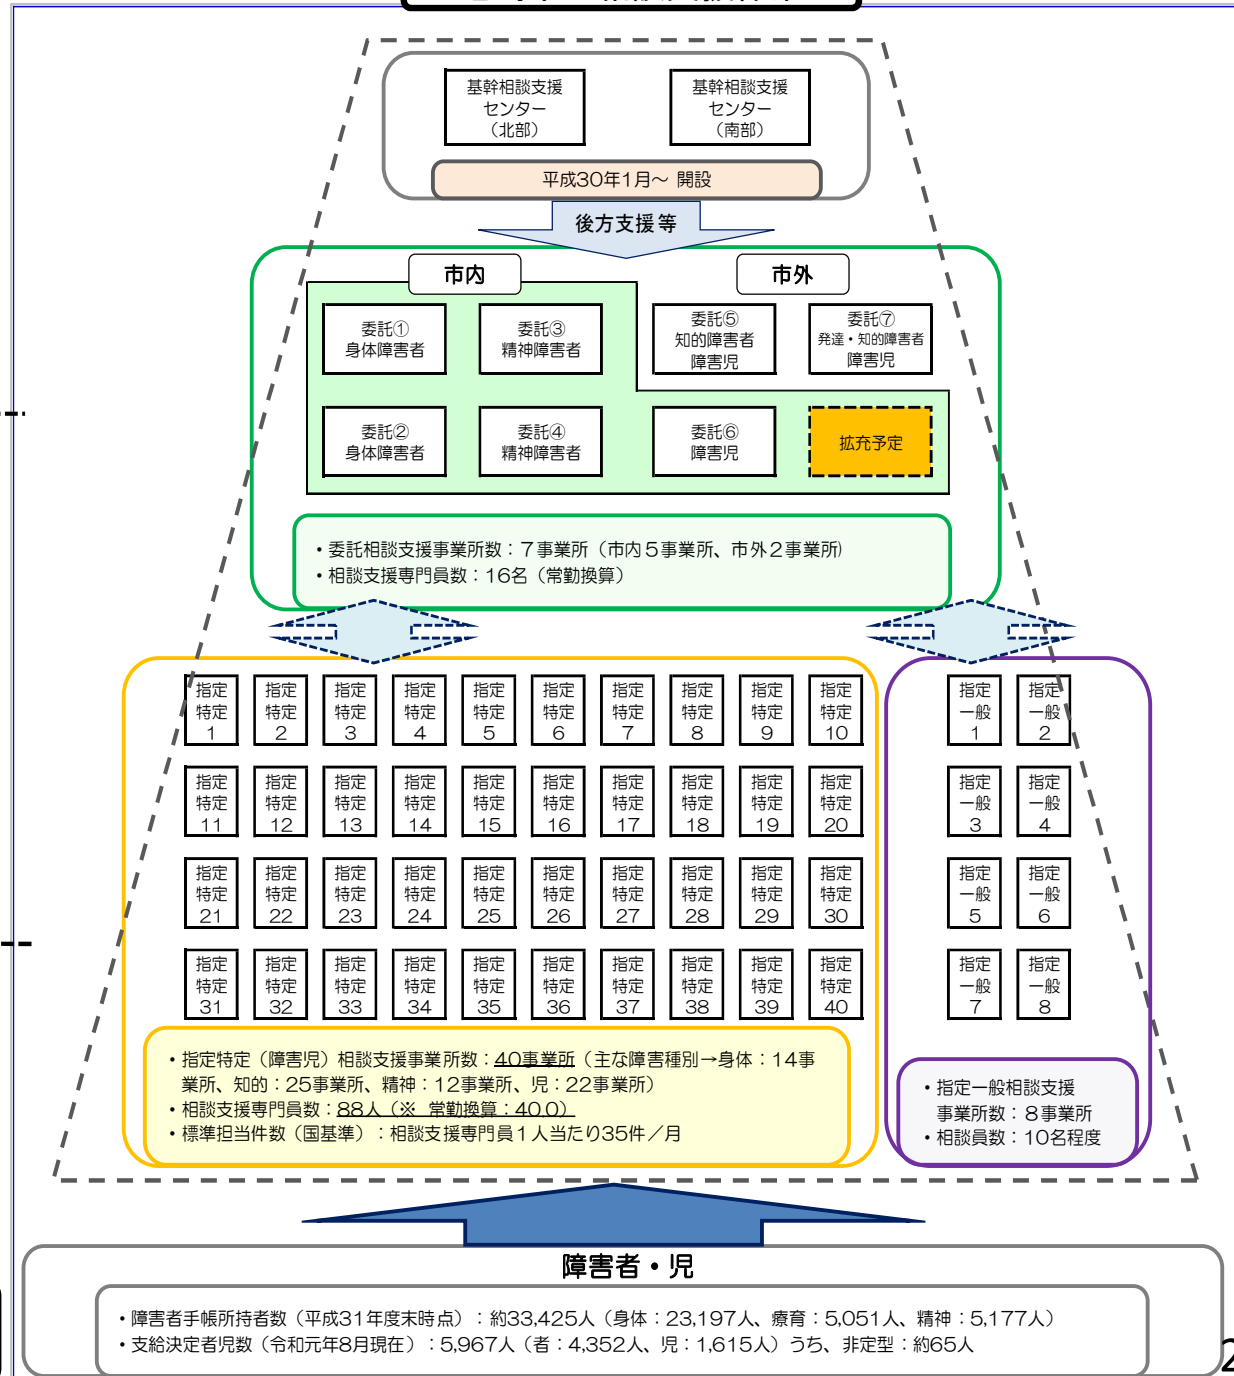 基幹相談支援
センター
（北部）
基幹相談支援
センター
（南部）
平成30年1月～ 開設
後方支援等
市内
市外
委託①
身体障害者
委託③
精神障害者
委託⑤
知的障害者
障害児
委託⑦
発達・知的障害者
障害児
委託②
身体障害者
委託④
精神障害者
委託⑥
障害児
拡充予定
・委託相談支援事業所数：７事業所（市内５事業所、市外２事業所)
・相談支援専門員数：16名（常勤換算）
指定
特定
1
指定
特定
2
指定
特定
3
指定
特定
4
指定
特定
5
指定
特定
6
指定
特定
7
指定
特定
8
指定
特定
9
指定
特定
10
指定
一般
1
指定
一般
2
指定
特定
11
指定
特定
12
指定
特定
13
指定
特定
14
指定
特定
15
指定
特定
16
指定
特定
17
指定
特定
18
指定
特定
19
指定
特定
20
指定
一般
3
指定
一般
4
指定
特定
21
指定
特定
22
指定
特定
23
指定
特定
24
指定
特定
25
指定
特定
26
指定
特定
27
指定
特定
28
指定
特定
29
指定
特定
30
指定
一般
5
指定
一般
6
指定
特定
31
指定
特定
32
指定
特定
33
指定
特定
34
指定
特定
35
指定
特定
36
指定
特定
37
指定
特定
38
指定
特定
39
指定
特定
40
指定
一般
7
指定
一般
8
・指定特定（障害児）相談支援事業所数：40事業所（主な障害種別→身体：14事
業所、知的：25事業所、精神：12事業所、児：22事業所）
・相談支援専門員数：88人（※ 常勤換算：40.0）
・標準担当件数（国基準）：相談支援専門員１人当たり35件／月
・指定一般相談支援
事業所数：８事業所
・相談員数：10名程度
障害者・児
・障害者手帳所持者数（平成31年度末時点）：約33,425人（身体：23,197人、療育：5,051人、精神：5,177人）
・支給決定者児数（令和元年8月現在）：5,967人（者：4,352人、児：1,615人）うち、非定型：約65人